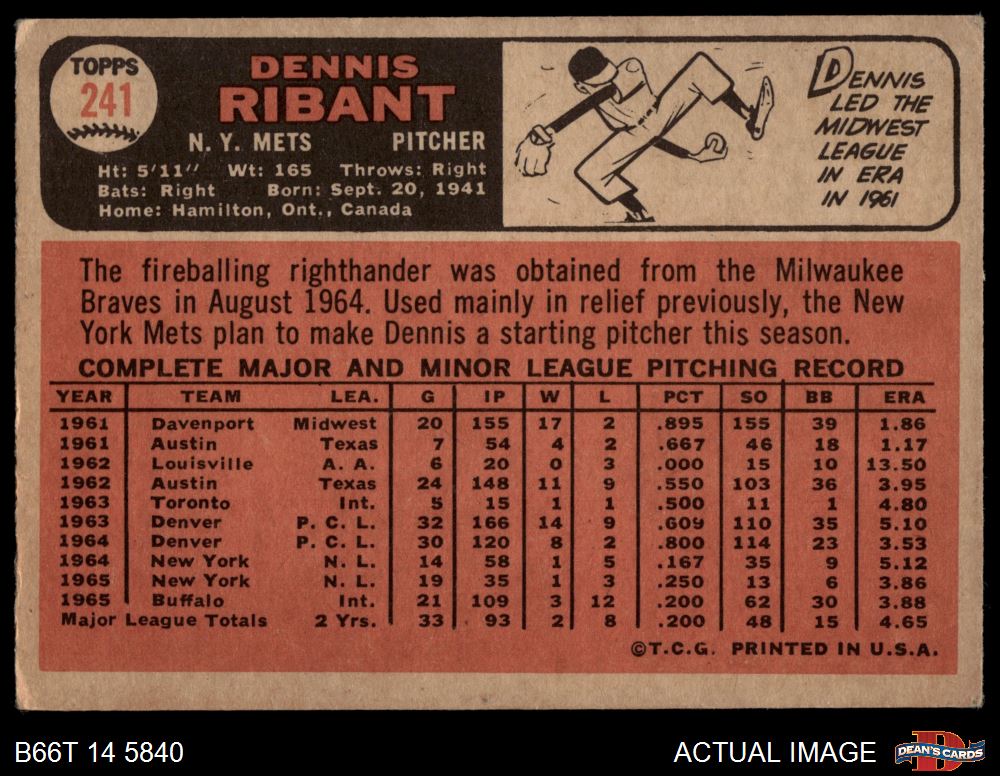 TOPPS
241
DENNIS
RIBANT
N. Y. METS PITCHER
Ht: 5'11" Wt: 165 Throws: Right
Bats: Right Born: Sept. 20, 1941
Home: Hamilton, Ont., Canada
DENNIS
LED THE
MIDWEST
LEAGUE
IN ERA
IN 1961
The fireballing righthander was obtained from the Milwaukee
Braves in August 1964. Used mainly in relief previously, the New
York Mets plan to make Dennis a starting pitcher this season.
COMPLETE MAJOR AND MINOR LEAGUE PITCHING RECORD
YEAR TEAM LEA. G IP W L PCT SO BB ERA
1961 Davenport Midwest 20 155 17 2 .895 155 39 1.86
1961 Austin Texas 7 54 4 2 .667 46 18 1.17
1962 Louisville A. A. 6 20 0 3 .000 15 10 13.50
1962 Austin Texas 24 148 11 9 .550 103 36 3.95
1963 Toronto Int. 5 15 1 1 .500 11 1 4.80
1963 Denver P. C. L. 32 166 14 9 .609 110 35 5.10
1964 Denver P. C. L. 30 120 8 2 .800 114 23 3.53
1964 New York N. L. 14 58 1 5 .167 35 9 5.12
1965 New York N. L. 19 35 1 3 .250 13 6 3.86
1965 Buffalo Int. 21 109 3 12 .200 62 30 3.88
Major League Totals 2 Yrs. 33 93 2 8 .200 48 15 4.65
©T.C.G. PRINTED IN U.S.A.
B66T 14 5840
ACTUAL IMAGE
D
DEAN'S CARDS